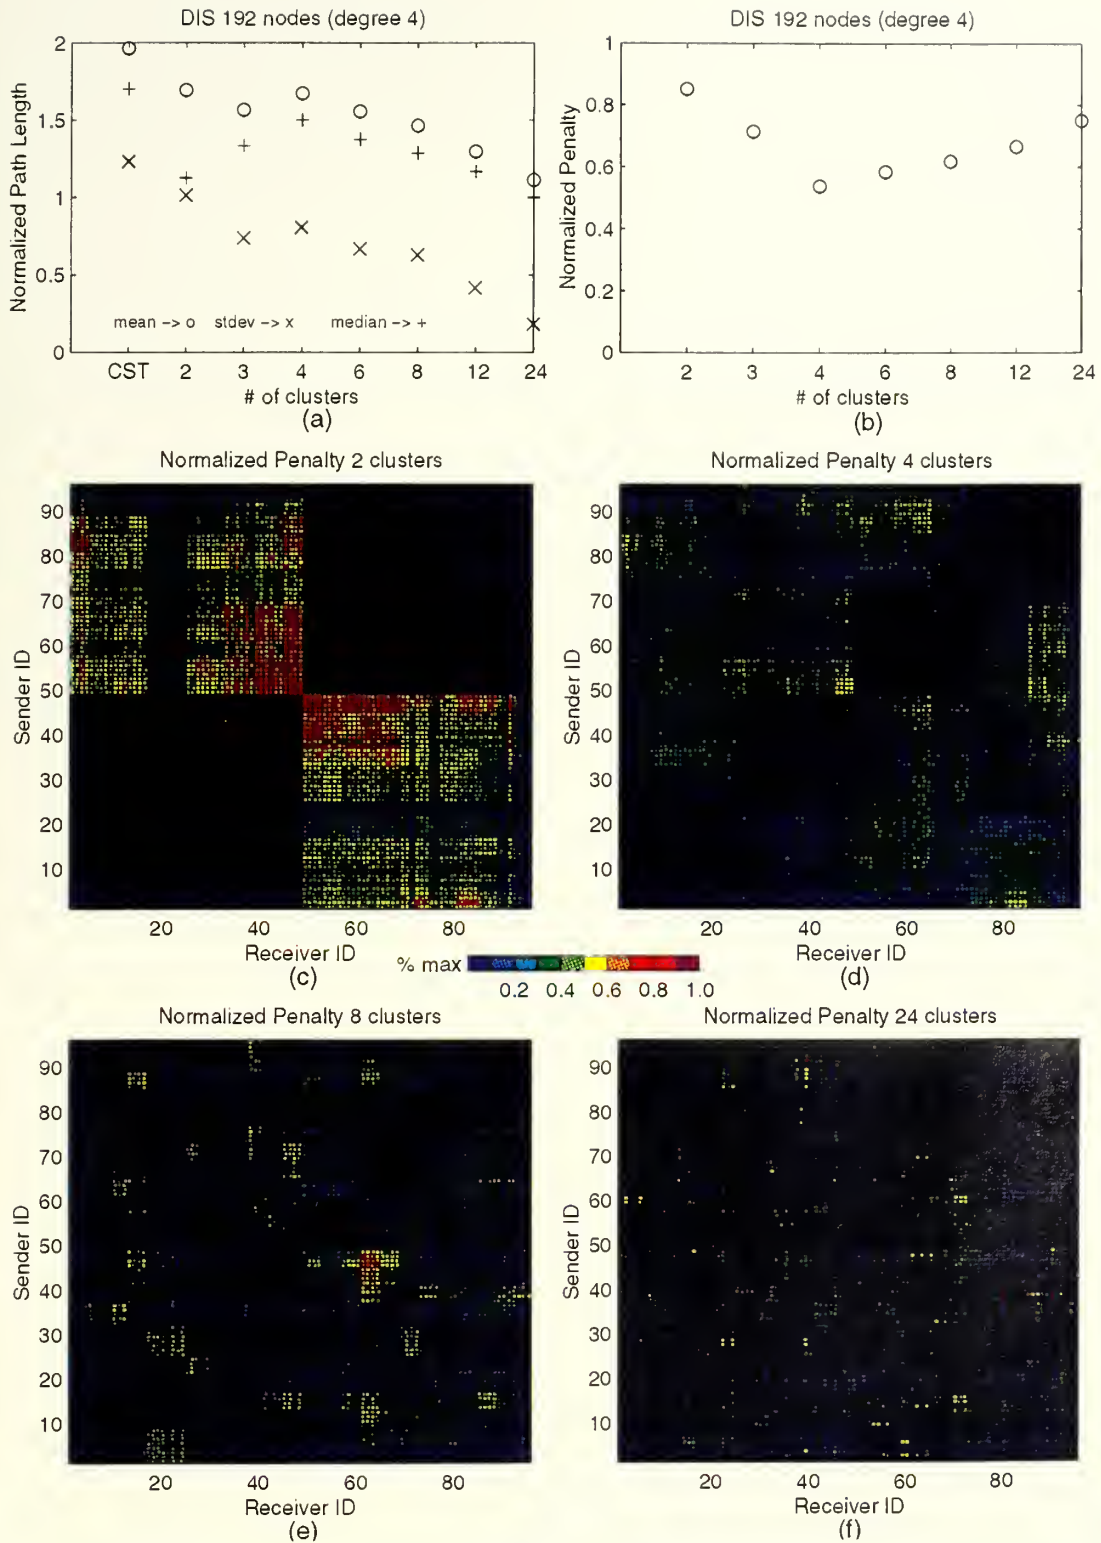 DIS 192 nodes (degree 4)
Normalized Path Length
2
1.5
1
0.5
0
mean -> o stdev -> x median -> +
CST 2 3 4 6 8 12 24
# of clusters
(a)
DIS 192 nodes (degree 4)
Normalized Penalty
1
0.8
0.6
0.4
0.2
0
2 3 4 6 8 12 24
# of clusters
(b)
Normalized Penalty 2 clusters
Sender ID
90
80
70
60
50
40
30
20
10
20 40 60 80
Receiver ID
(c)
Normalized Penalty 4 clusters
Sender ID
90
80
70
60
50
40
30
20
10
20 40 60 80
Receiver ID
(d)
% max
0.2 0.4 0.6 0.8 1.0
Normalized Penalty 8 clusters
Sender ID
90
80
70
60
50
40
30
20
10
20 40 60 80
Receiver ID
(e)
Normalized Penalty 24 clusters
Sender ID
90
80
70
60
50
40
30
20
10
20 40 60 80
Receiver ID
(f)